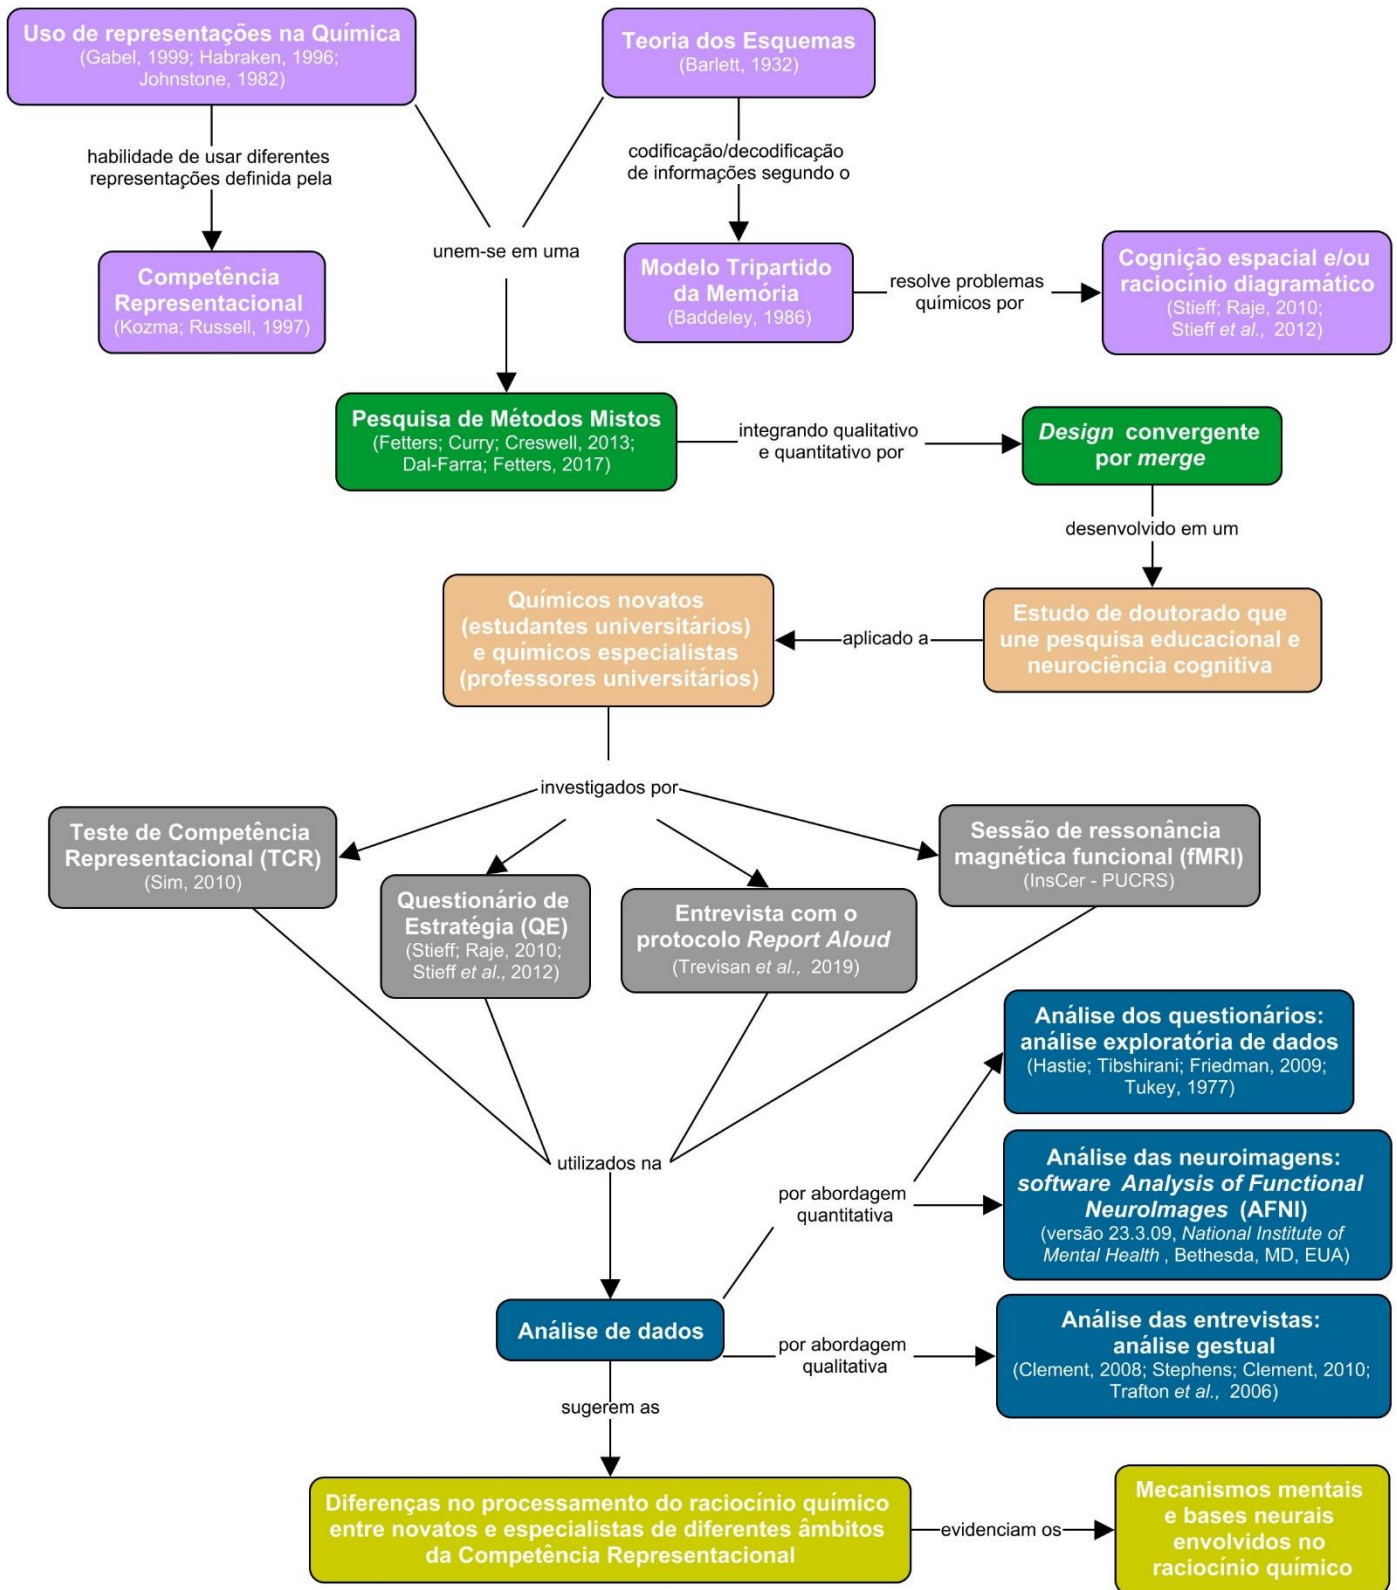 Uso de representações na Química
(Gabel, 1999; Habraken, 1996;
Johnstone, 1982)
Teoria dos Esquemas
(Barlett, 1932)
habilidade de usar diferentes
representações definida pela
codificação/decodificação
de informações segundo o
unem-se em uma
Competência
Representacional
(Kozma; Russell, 1997)
Modelo Tripartido
da Memória
(Baddeley, 1986)
resolve problemas
químicos por
Cognição espacial e/ou
raciocínio diagramático
(Stieff; Raje, 2010;
Stieff et al., 2012)
Pesquisa de Métodos Mistos
(Fetters; Curry; Creswell, 2013;
Dal-Farra; Fetters, 2017)
integrando qualitativo
e quantitativo por
Design convergente
por merge
desenvolvido em um
Químicos novatos
(estudantes universitários)
e químicos especialistas
(professores universitários)
aplicado a
Estudo de doutorado que
une pesquisa educacional e
neurociência cognitiva
investigados por
Teste de Competência
Representacional (TCR)
(Sim, 2010)
Questionário de
Estratégia (QE)
(Stieff; Raje, 2010;
Stieff et al., 2012)
Entrevista com o
protocolo Report Aloud
(Trevisan et al., 2019)
Sessão de ressonância
magnética funcional (fMRI)
(InsCer - PUCRS)
utilizados na
Análise de dados
por abordagem
quantitativa
Análise dos questionários:
análise exploratória de dados
(Hastie; Tibshirani; Friedman, 2009;
Tukey, 1977)
Análise das neuroimagens:
software Analysis of Functional
NeuroImages (AFNI)
(versão 23.3.09, National Institute of
Mental Health , Bethesda, MD, EUA)
por abordagem
qualitativa
Análise das entrevistas:
análise gestual
(Clement, 2008; Stephens; Clement, 2010;
Trafton et al., 2006)
sugerem as
Diferenças no processamento do raciocínio químico
entre novatos e especialistas de diferentes âmbitos
da Competência Representacional
evidenciam os
Mecanismos mentais
e bases neurais
envolvidos no
raciocínio químico